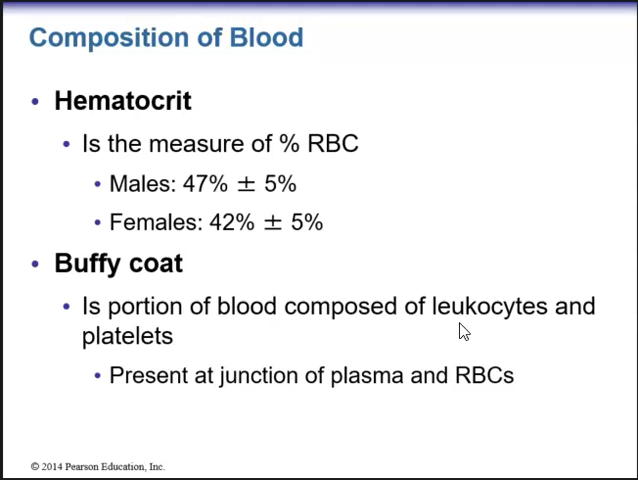 Composition of Blood
• Hematocrit
• Is the measure of % RBC
• Males: 47% ± 5%
• Females: 42% ± 5%
• Buffy coat
• Is portion of blood composed of leukocytes and
platelets
• Present at junction of plasma and RBCs
© 2014 Pearson Education, Inc.